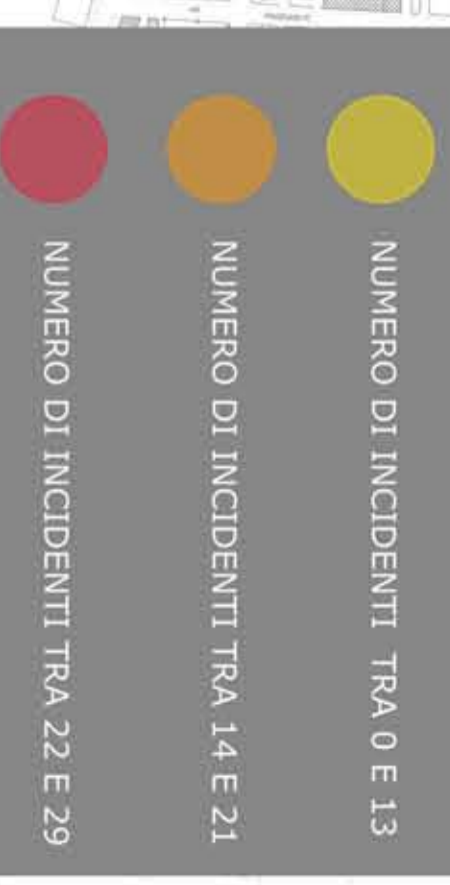 NUMERO DI INCIDENTI TRA 0 E 13
NUMERO DI INCIDENTI TRA 14 E 21
NUMERO DI INCIDENTI TRA 22 E 29